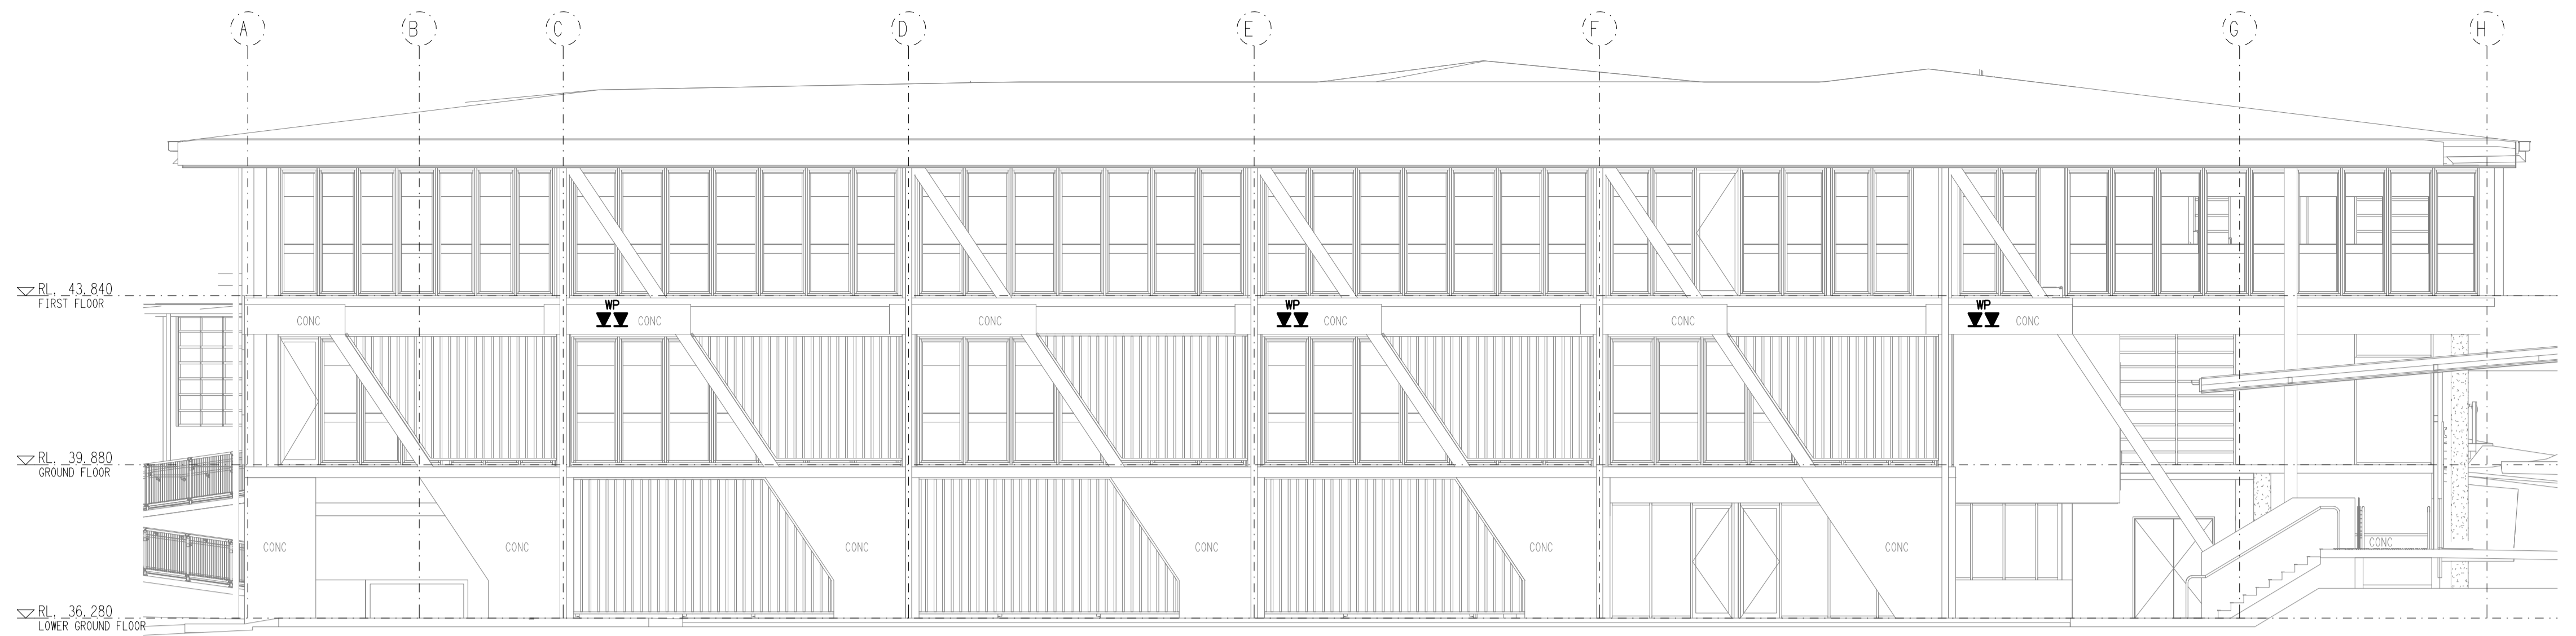 A B C D E F G H
RL. 43.840
FIRST FLOOR
WP WP WP
CONC CONC CONC CONC CONC CONC
RL. 39.880
GROUND FLOOR
CONC CONC CONC CONC CONC CONC CONC
RL. 36.280
LOWER GROUND FLOOR